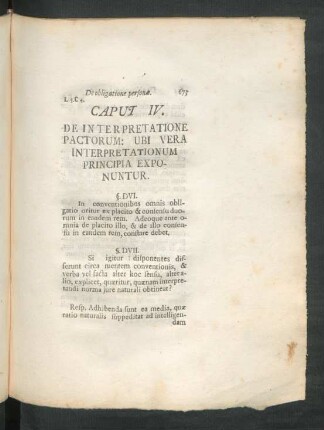 De obligatione personæ. 677
L. 3 C 4.
CAPUT IV.
DE INTERPRETATIONE
PACTORUM: UBI VERA
INTERPRETATIONUM
PRINCIPIA EXPO-
NUNTUR.
§. DVI.
In conventionibus omnis obli-
gatio oritur ex placito & consensu duo-
rum in eandem rem. Adeoque ante o-
mnia de placito illo, & de illo consen-
su in eandem rem, constare debet.
§. DVII.
Si igitur disponentes dis-
serunt circa mentem conventionis, &
verba vel facta alter hoc sensu, alter a-
lio, explicet, quæritur, quænam interpre-
tandi norma jure naturali obtineat?
Resp. Adhibenda sunt ea media, quæ
ratio naturalis suppeditat ad intelligen-
dam